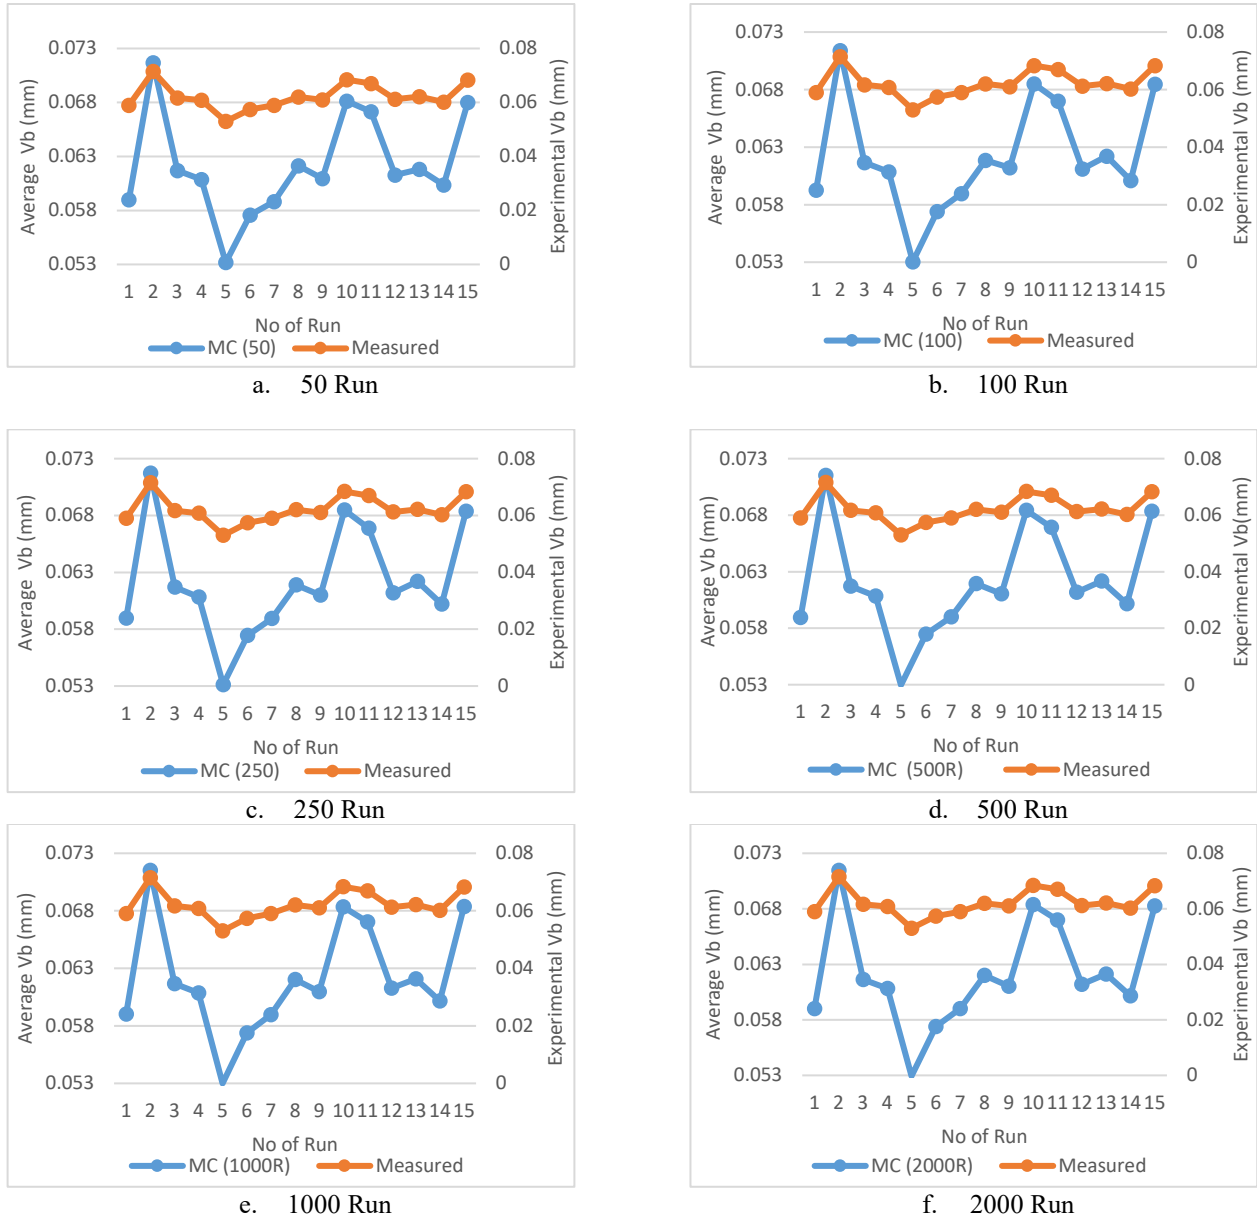 Average Vb (mm)
0.073
0.068
0.063
0.058
0.053
0.08
0.06
0.04
0.02
0
Experimental Vb(mm)
1 2 3 4 5 6 7 8 9 10 11 12 13 14 15
No of Run
MC (50) Measured
a. 50 Run
Average Vb (mm)
0.073
0.068
0.063
0.058
0.053
0.08
0.06
0.04
0.02
0
Experimental Vb (mm)
1 2 3 4 5 6 7 8 9 10 11 12 13 14 15
No of Run
MC (100) Measured
b. 100 Run
Average Vb (mm)
0.073
0.068
0.063
0.058
0.053
0.08
0.06
0.04
0.02
0
Experimental Vb (mm)
1 2 3 4 5 6 7 8 9 10 11 12 13 14 15
No of Run
MC (250) Measured
c. 250 Run
Average Vb (mm)
0.073
0.068
0.063
0.058
0.053
0.08
0.06
0.04
0.02
0
Experimental Vb(mm)
1 2 3 4 5 6 7 8 9 10 11 12 13 14 15
No of Run
MC (500R) Measured
d. 500 Run
Average Vb (mm)
0.073
0.068
0.063
0.058
0.053
0.08
0.06
0.04
0.02
0
Experimental Vb (mm)
1 2 3 4 5 6 7 8 9 10 11 12 13 14 15
No of Run
MC (1000R) Measured
e. 1000 Run
Average Vb (mm)
0.073
0.068
0.063
0.058
0.053
0.08
0.06
0.04
0.02
0
Experimental Vb (mm)
1 2 3 4 5 6 7 8 9 10 11 12 13 14 15
No of Run
MC (2000R) Measured
f. 2000 Run